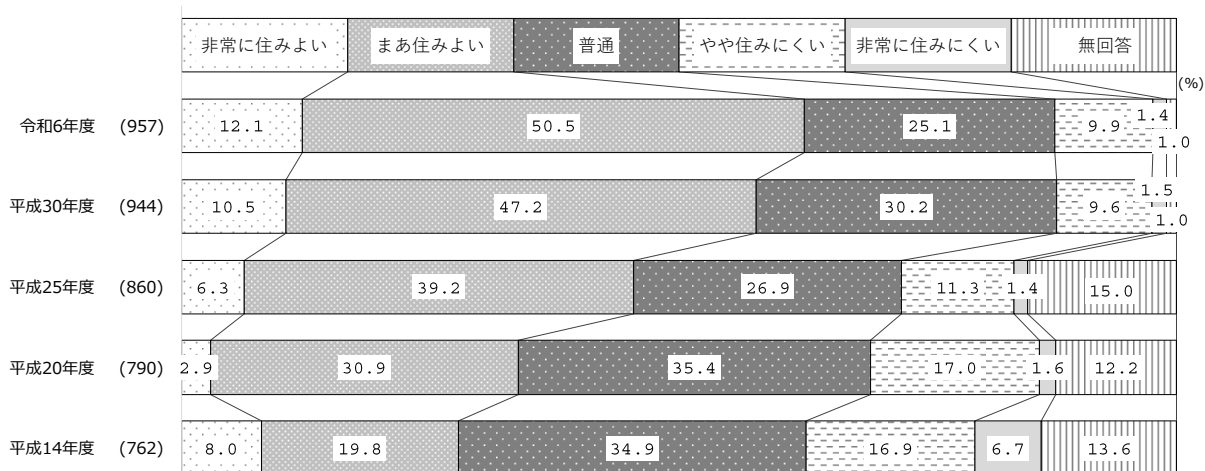 非常に住みよい まあ住みよい 普通 やや住みにくい 非常に住みにくい 無回答
(%)
令和6年度 (957) 12.1 50.5 25.1 9.9 1.4 1.0
平成30年度 (944) 10.5 47.2 30.2 9.6 1.5 1.0
平成25年度 (860) 6.3 39.2 26.9 11.3 1.4 15.0
平成20年度 (790) 2.9 30.9 35.4 17.0 1.6 12.2
平成14年度 (762) 8.0 19.8 34.9 16.9 6.7 13.6